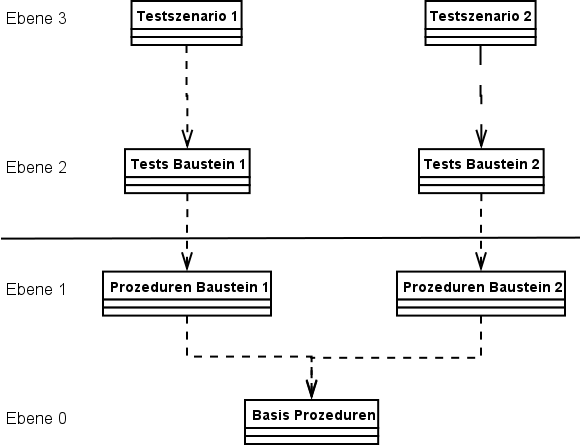 Ebene 3
Testszenario 1
Testszenario 2
Ebene 2
Tests Baustein 1
Tests Baustein 2
Ebene 1
Prozeduren Baustein 1
Prozeduren Baustein 2
Ebene 0
Basis Prozeduren